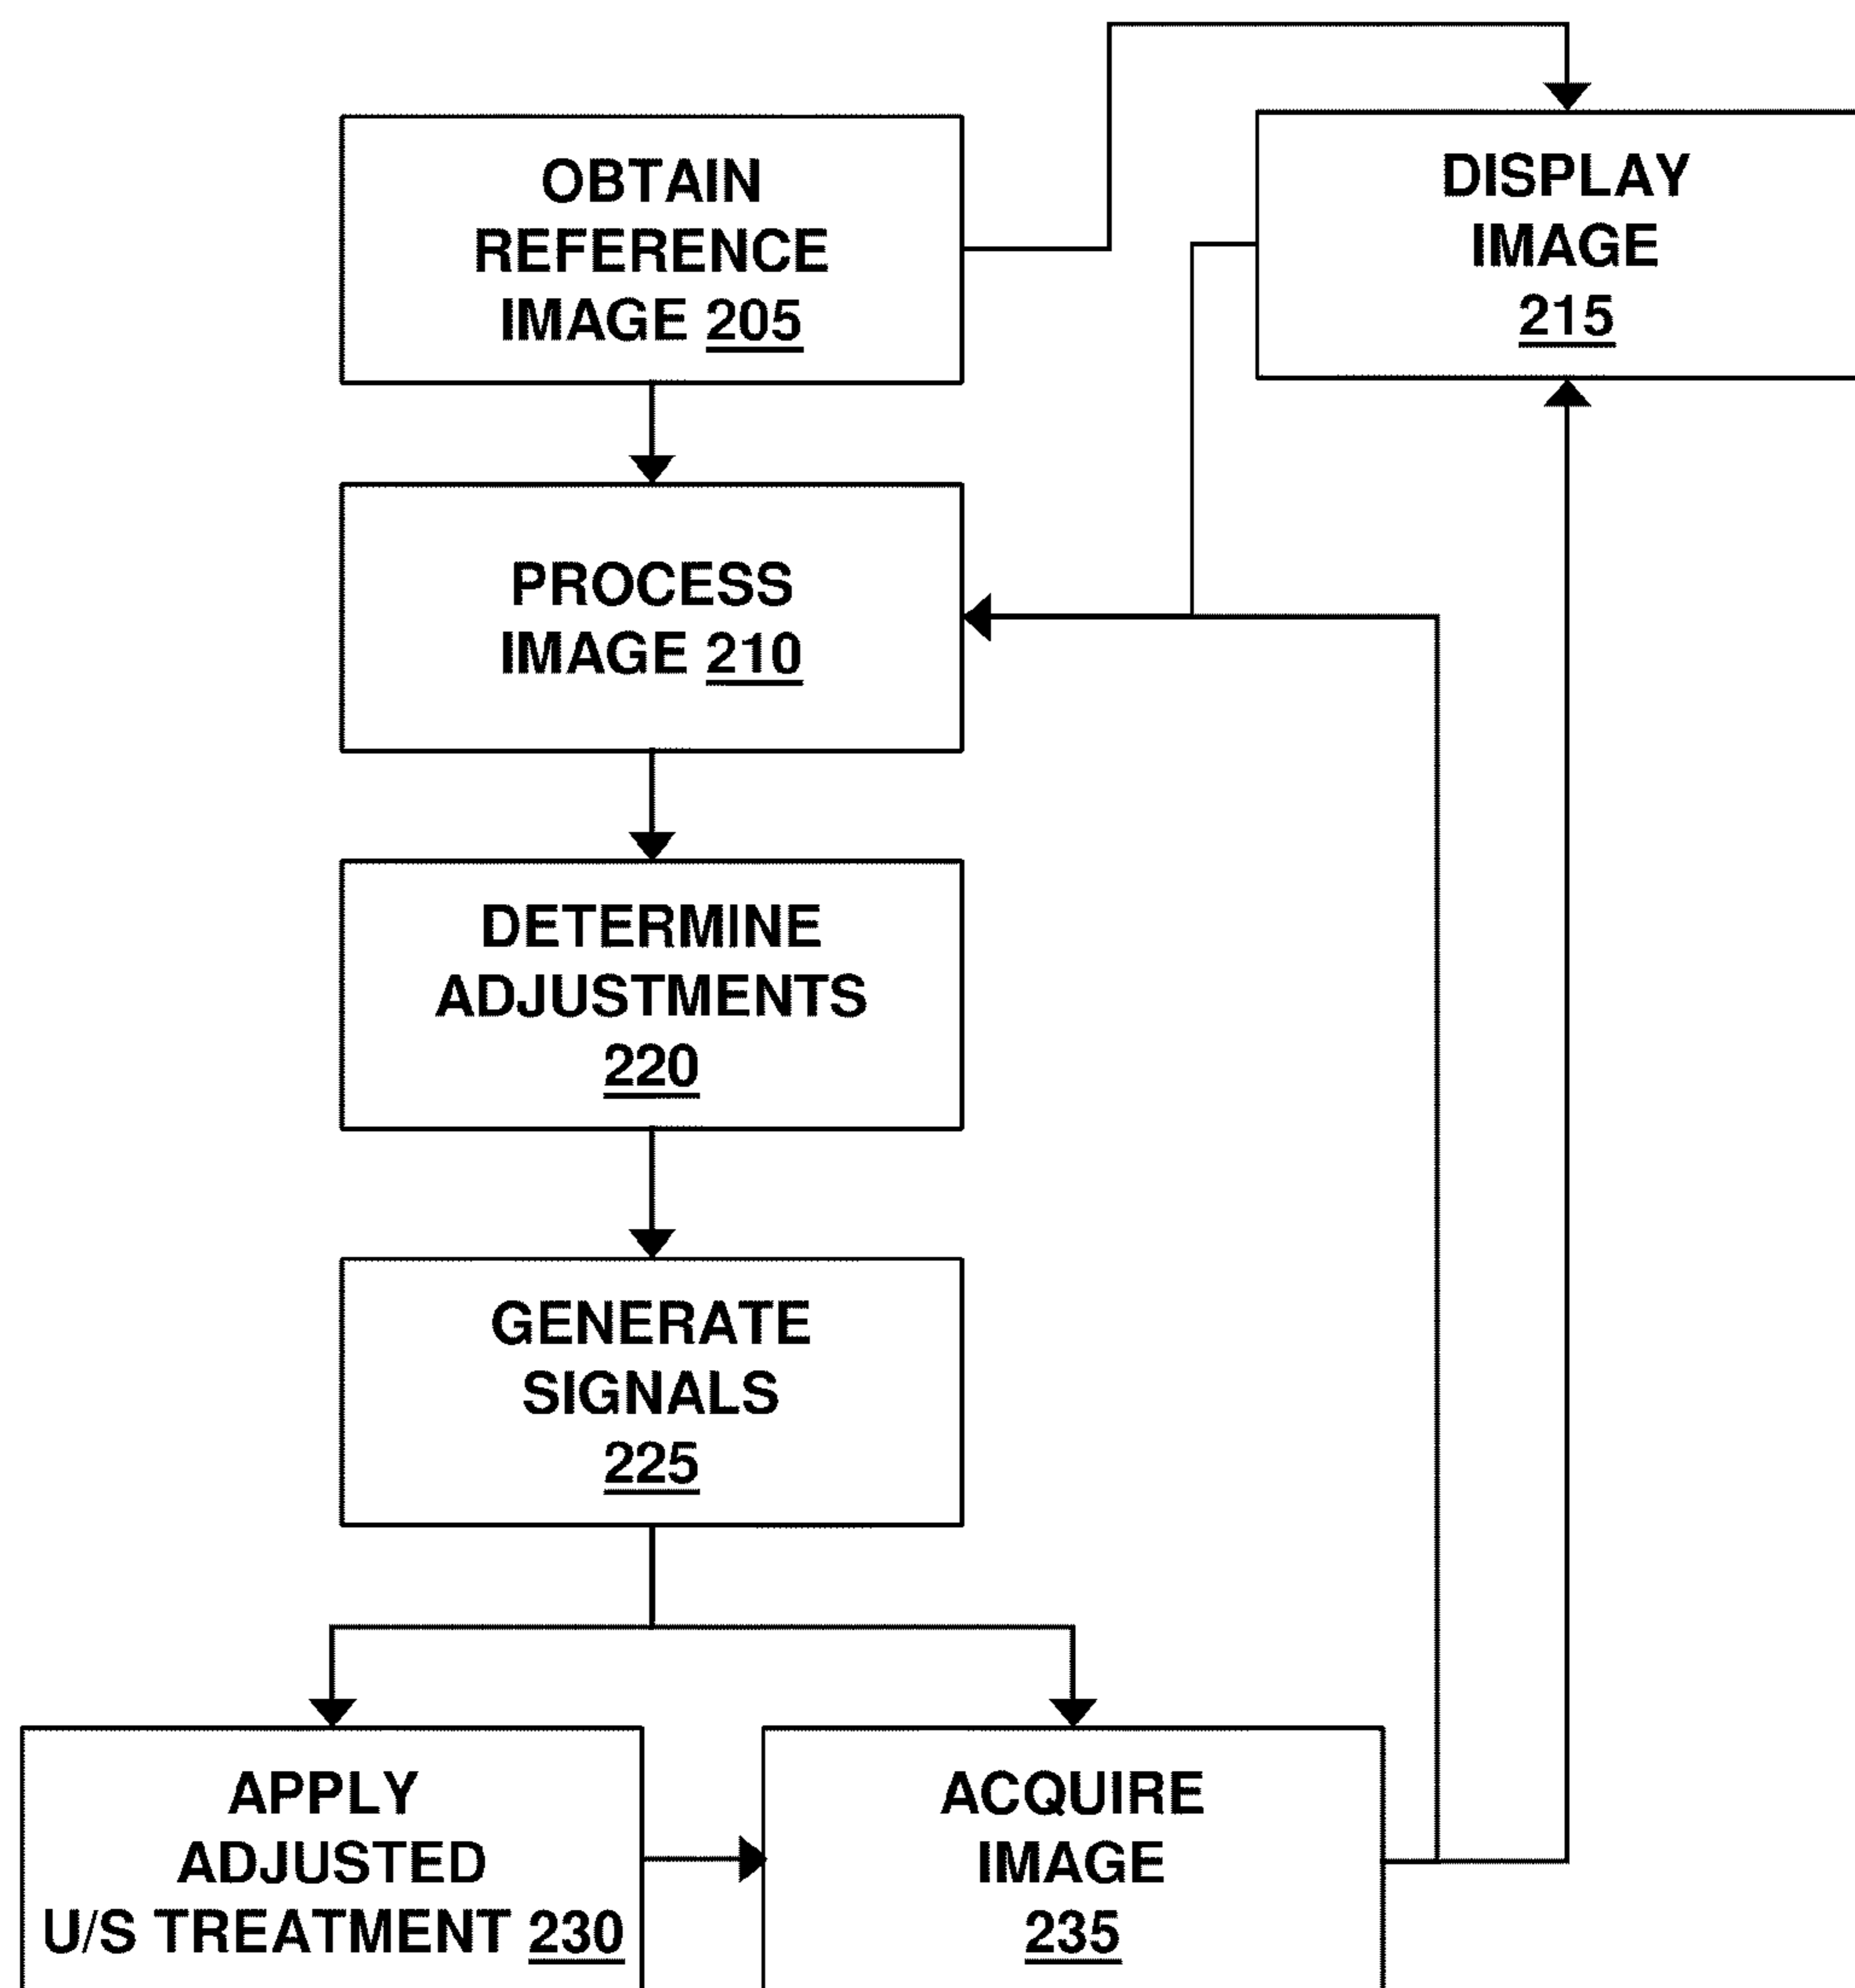 OBTAIN
REFERENCE
IMAGE 205
DISPLAY
IMAGE
215
PROCESS
IMAGE 210
DETERMINE
ADJUSTMENTS
220
GENERATE
SIGNALS
225
APPLY
ADJUSTED
U/S TREATMENT 230
ACQUIRE
IMAGE
235